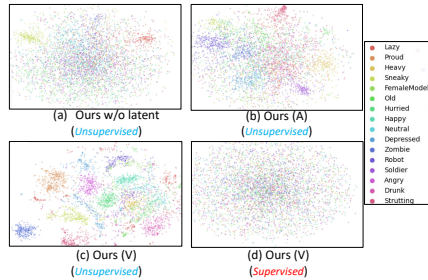 (a) Ours w/o latent
(Unsupervised)
(b) Ours (A)
(Unsupervised)
(c) Ours (V)
(Unsupervised)
(d) Ours (V)
(Supervised)
Lazy
Proud
Heavy
Sneaky
FemaleModel
Old
Hurried
Happy
Neutral
Depressed
Zombie
Robot
Soldier
Angry
Drunk
Strutting